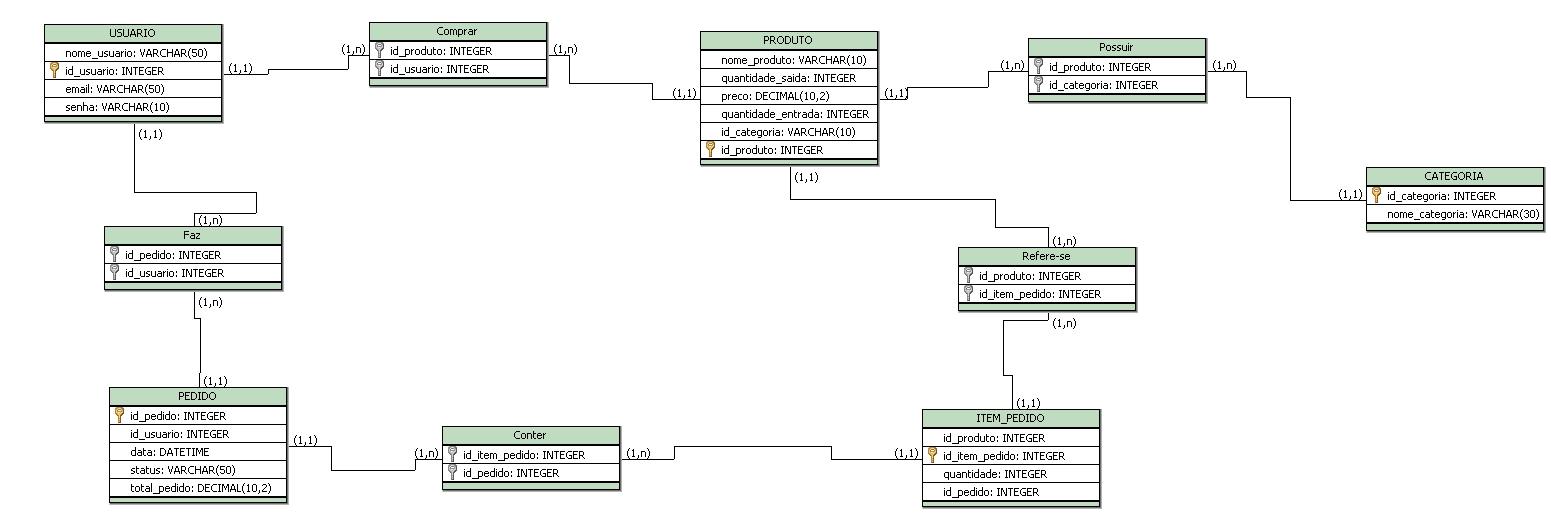 USUARIO
nome_usuario: VARCHAR(50)
id_usuario: INTEGER
email: VARCHAR(50)
senha: VARCHAR(10)
(1,1)
(1,1)
(1,n)
Comprar
id_produto: INTEGER
id_usuario: INTEGER
(1,n)
(1,1)
PRODUTO
nome_produto: VARCHAR(10)
quantidade_saida: INTEGER
preco: DECIMAL(10,2)
quantidade_entrada: INTEGER
id_categoria: VARCHAR(10)
id_produto: INTEGER
(1,1)
(1,1)
(1,n)
Possuir
id_produto: INTEGER
id_categoria: INTEGER
(1,n)
(1,1)
CATEGORIA
id_categoria: INTEGER
nome_categoria: VARCHAR(30)
(1,n)
Faz
id_pedido: INTEGER
id_usuario: INTEGER
(1,n)
(1,n)
Refere-se
id_produto: INTEGER
id_item_pedido: INTEGER
(1,n)
(1,1)
PEDIDO
id_pedido: INTEGER
id_usuario: INTEGER
data: DATETIME
status: VARCHAR(50)
total_pedido: DECIMAL(10,2)
(1,1)
(1,n)
Conter
id_item_pedido: INTEGER
id_pedido: INTEGER
(1,n)
(1,1)
(1,1)
ITEM_PEDIDO
id_produto: INTEGER
id_item_pedido: INTEGER
quantidade: INTEGER
id_pedido: INTEGER